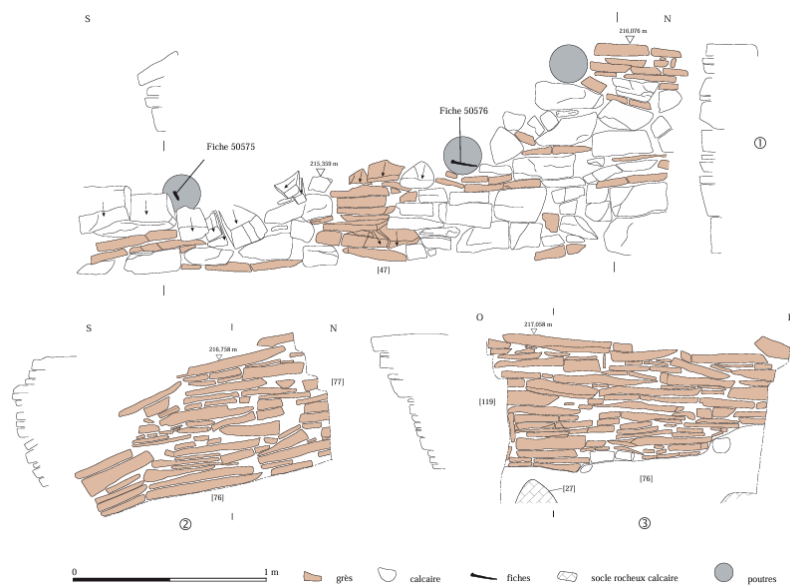 S
N
216,876 m
Fiche 50576
Fiche 50575
215,359 m
①
[47]
S
N
216,758 m
[77]
[76]
②
O
217,058 m
[119]
[27]
[76]
③
0
1 m
grès
calcaire
fiches
socle rocheux calcaire
poutres